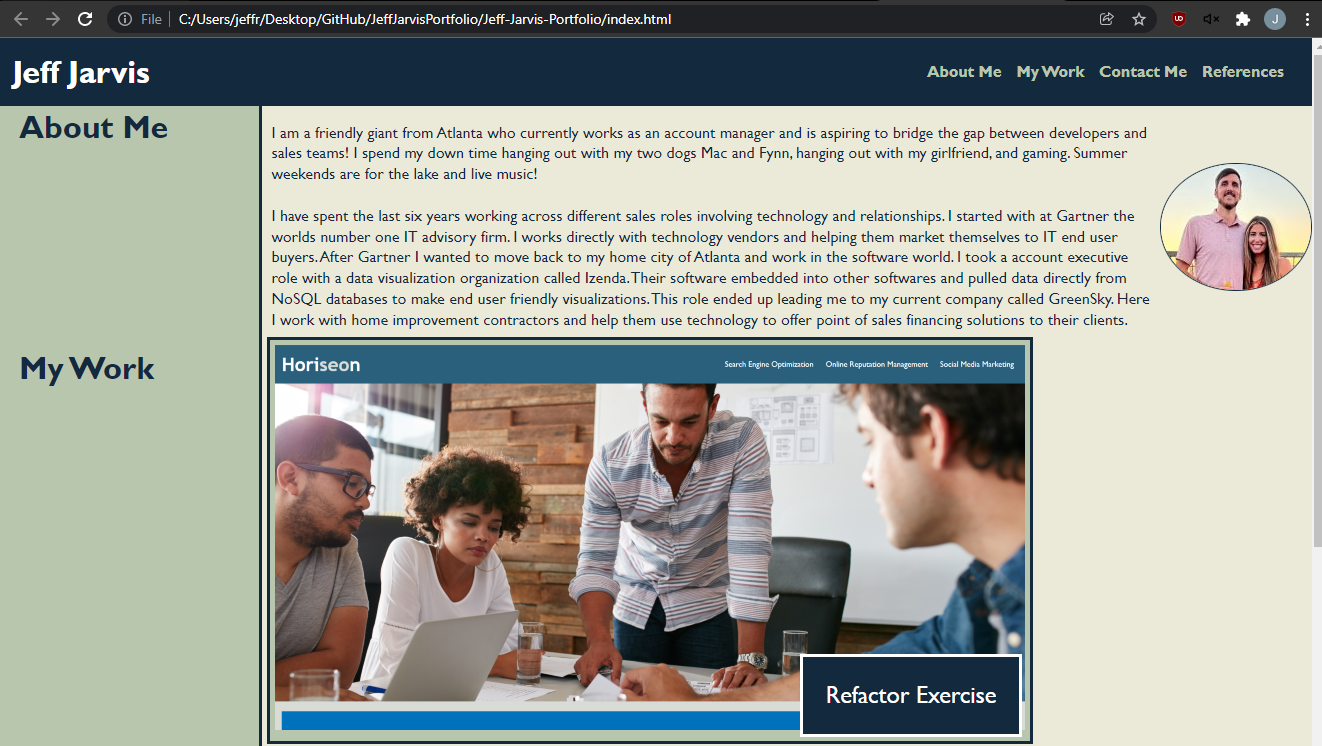 File C:/Users/jeffr/Desktop/GitHub/JeffJarvisPortfolio/Jeff-Jarvis-Portfolio/index.html
J
Jeff Jarvis
About Me My Work Contact Me References
About Me
I am a friendly giant from Atlanta who currently works as an account manager and is aspiring to bridge the gap between developers and
sales teams! I spend my down time hanging out with my two dogs Mac and Fynn, hanging out with my girlfriend, and gaming. Summer
weekends are for the lake and live music!
I have spent the last six years working across different sales roles involving technology and relationships. I started with at Gartner the
worlds number one IT advisory firm. I works directly with technology vendors and helping them market themselves to IT end user
buyers. After Gartner I wanted to move back to my home city of Atlanta and work in the software world. I took a account executive
role with a data visualization organization called Izenda. Their software embedded into other softwares and pulled data directly from
NoSQL databases to make end user friendly visualizations. This role ended up leading me to my current company called GreenSky. Here
I work with home improvement contractors and help them use technology to offer point of sales financing solutions to their clients.
My Work
Horiseon
Search Engine Optimization Online Reputation Management Social Media Marketing
Refactor Exercise